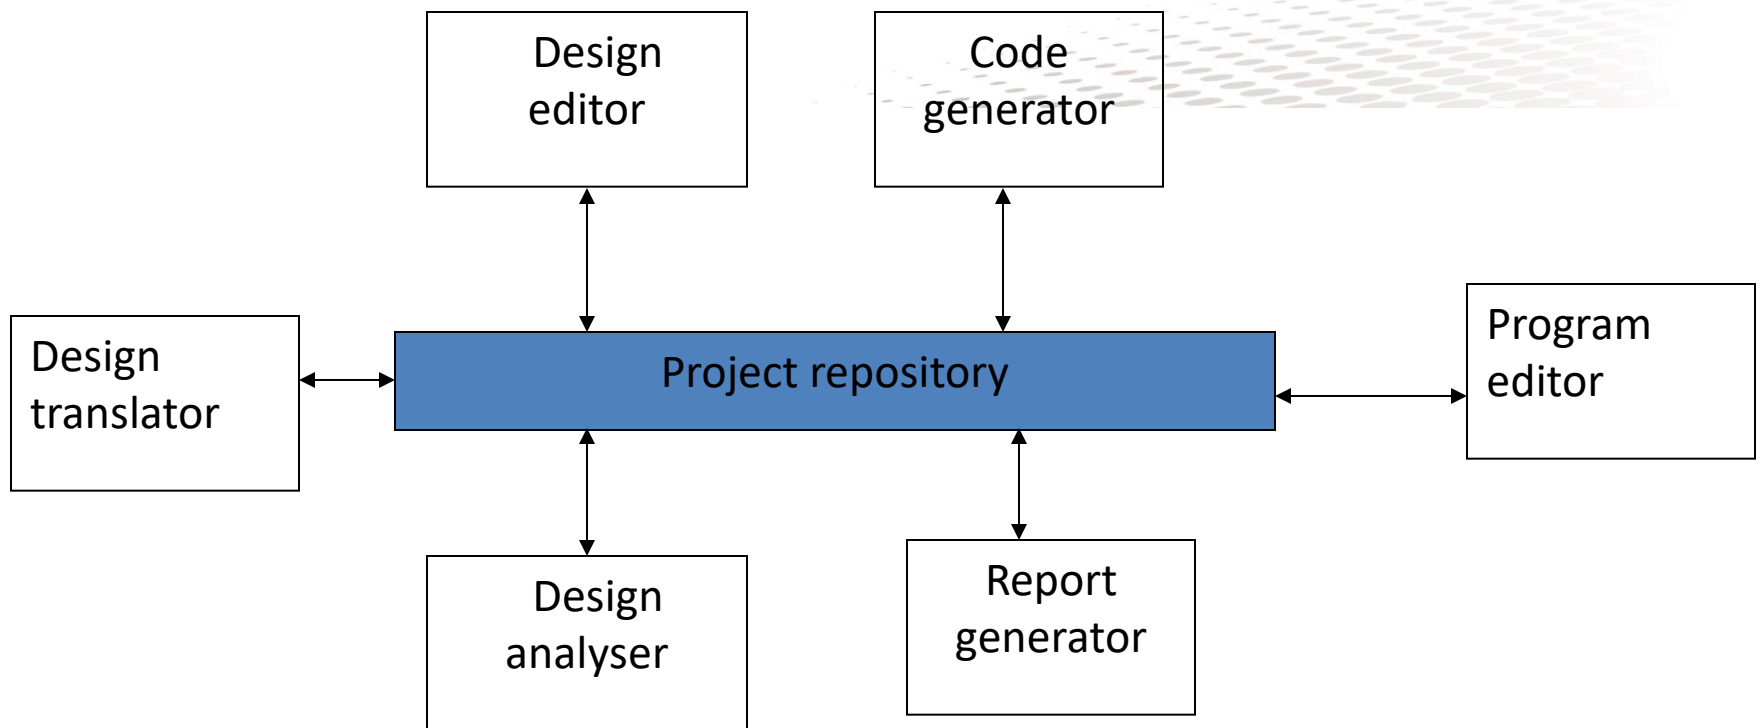 Design
editor
Code
generator
Design
translator
Project repository
Program
editor
Design
analyser
Report
generator